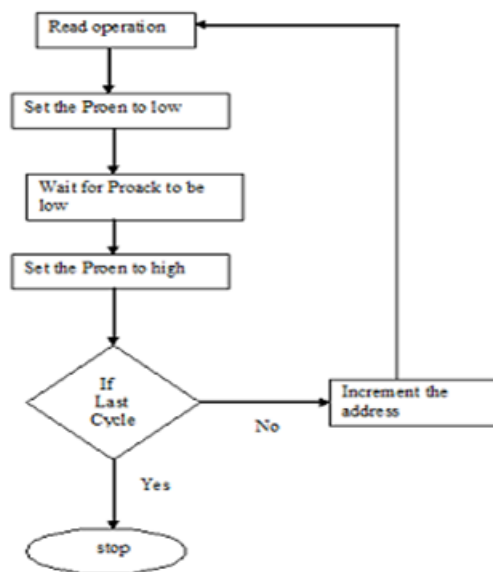 Read operation
Set the Proen to low
Wait for Proack to be
low
Set the Proen to high
If
Last
Cycle
No
Increment the
address
Yes
stop